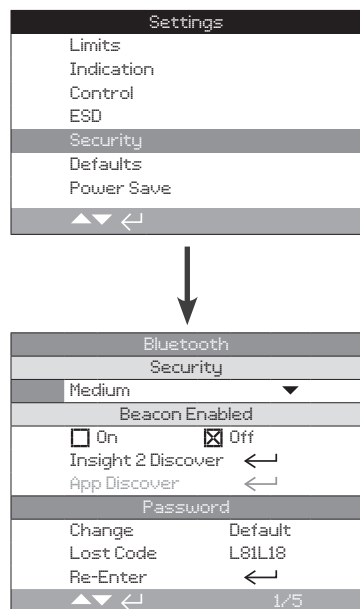 Settings
Limits
Indication
Control
ESD
Security
Defaults
Power Save
Bluetooth
Security
Medium
Beacon Enabled
On Off
Insight 2 Discover
App Discover
Password
Change Default
Lost Code L81L18
Re-Enter
1/5